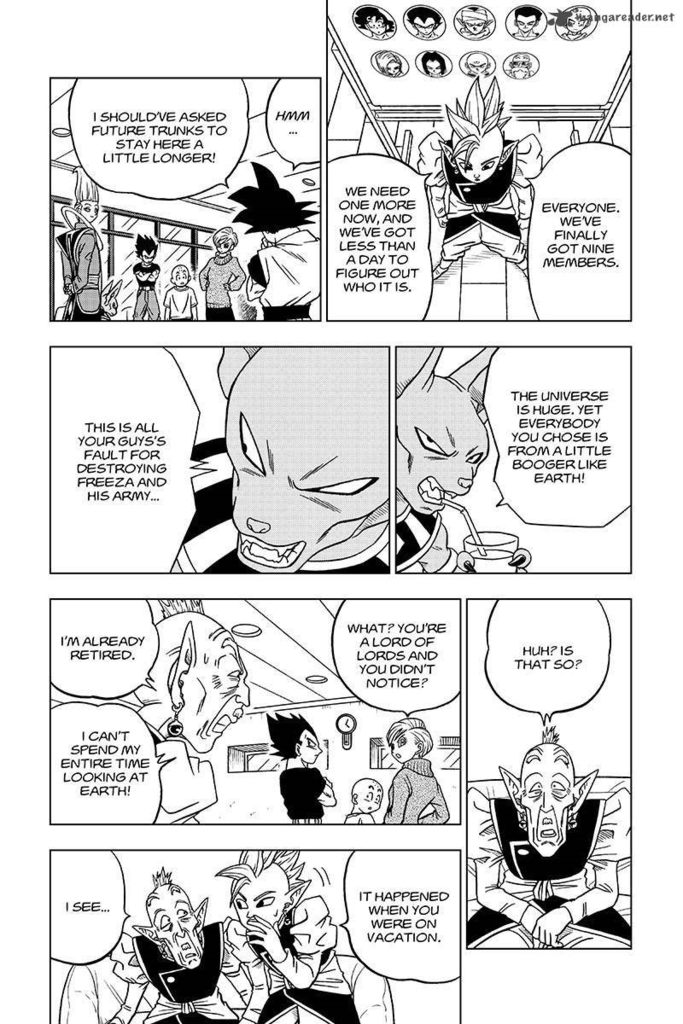 mangareader.net
EVERYONE.
WE'VE
FINALLY
GOT NINE
MEMBERS.
WE NEED
ONE MORE
NOW, AND
WE'VE GOT
LESS THAN
A DAY TO
FIGURE OUT
WHO IT IS.
HMM
...
I SHOULD'VE ASKED
FUTURE TRUNKS TO
STAY HERE A
LITTLE LONGER!
THE UNIVERSE
IS HUGE. YET
EVERYBODY
YOU CHOSE IS
FROM A LITTLE
BOOGER LIKE
EARTH!
THIS IS ALL
YOUR GUYS'S
FAULT FOR
DESTROYING
FREEZA AND
HIS ARMY...
HUH? IS
THAT SO?
WHAT? YOU'RE
A LORD OF
LORDS AND
YOU DIDN'T
NOTICE?
I'M ALREADY
RETIRED.
I CAN'T
SPEND MY
ENTIRE TIME
LOOKING AT
EARTH!
IT HAPPENED
WHEN YOU
WERE ON
VACATION.
I SEE...